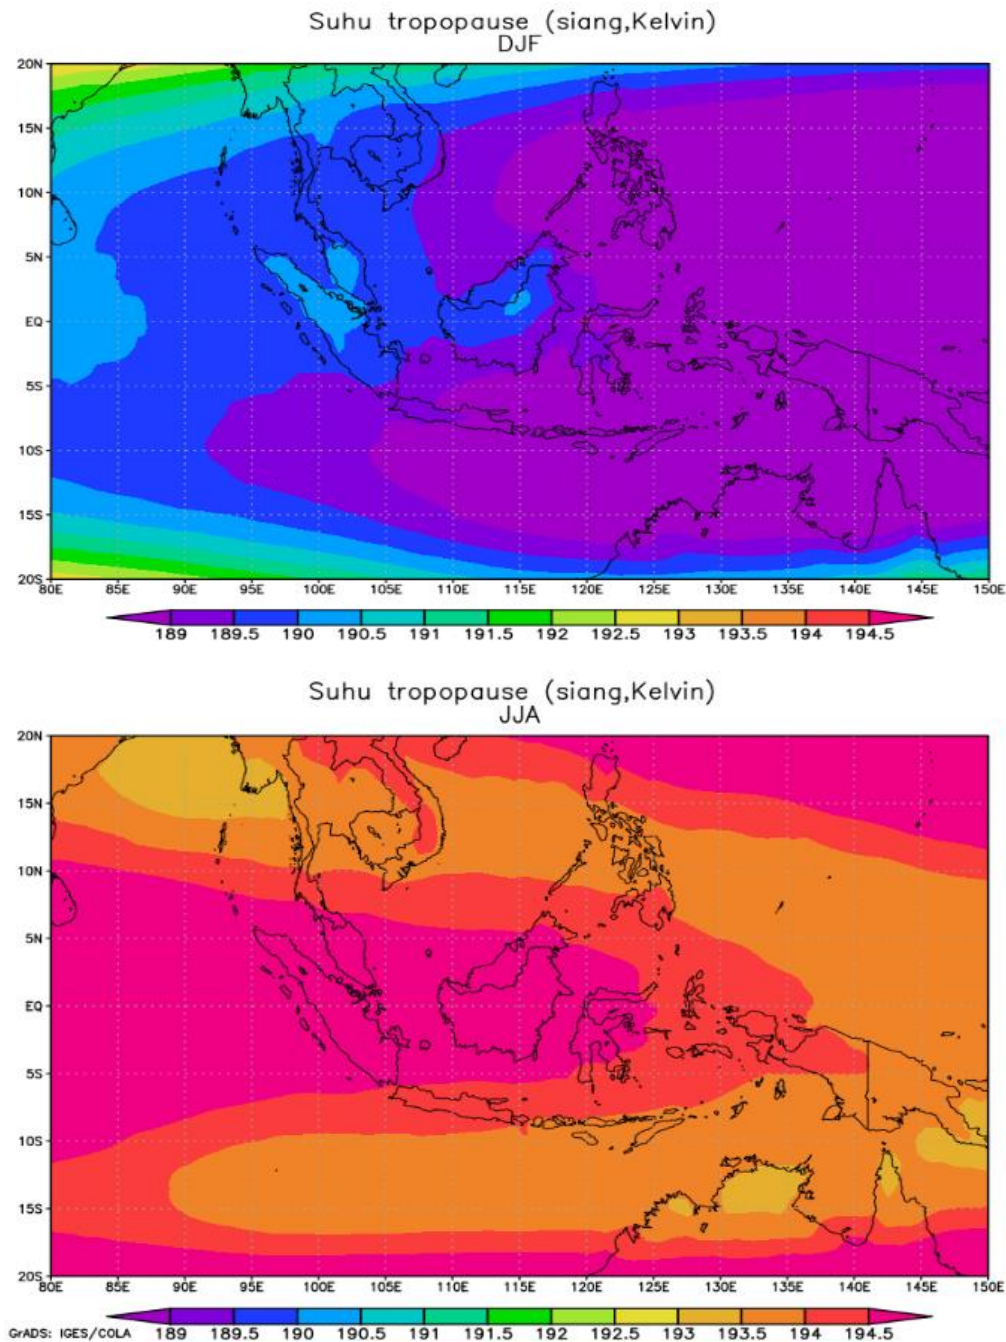 Suhu tropopause (siang,Kelvin)
DJF
20N
15N
10N
5N
EQ
5S
10S
15S
20S
80E 85E 90E 95E 100E 105E 110E 115E 120E 125E 130E 135E 140E 145E 150E
189 189.5 190 190.5 191 191.5 192 192.5 193 193.5 194 194.5
Suhu tropopause (siang,Kelvin)
JJA
20N
15N
10N
5N
EQ
5S
10S
15S
20S
80E 85E 90E 95E 100E 105E 110E 115E 120E 125E 130E 135E 140E 145E 150E
GrADS: IGES/COLA 189 189.5 190 190.5 191 191.5 192 192.5 193 193.5 194 194.5